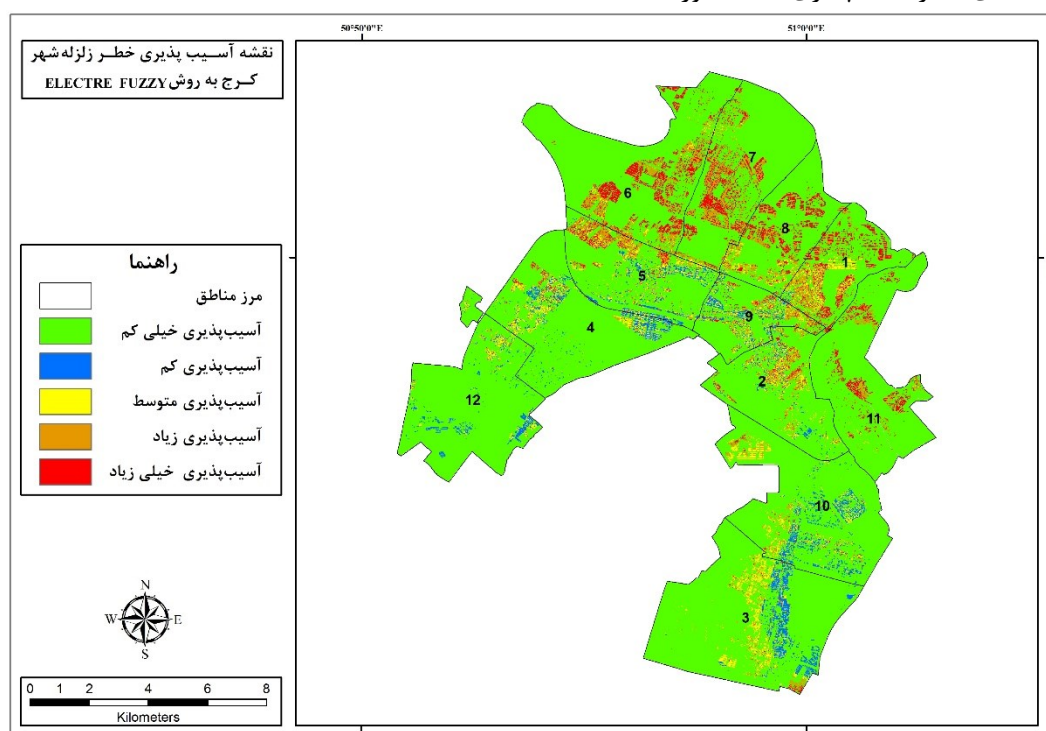 50°50'0"E
51°0'0"E
نقشه آسیب پذیری خطر زلزله شهر
کرج به روش ELECTRE FUZZY
7
6
8
1
5
9
4
2
12
11
10
3
راهنما
مرز مناطق
آسیب‌پذیری خیلی کم
آسیب‌پذیری کم
آسیب‌پذیری متوسط
آسیب‌پذیری زیاد
آسیب‌پذیری خیلی زیاد
N
W E
S
0 1 2 4 6 8
Kilometers